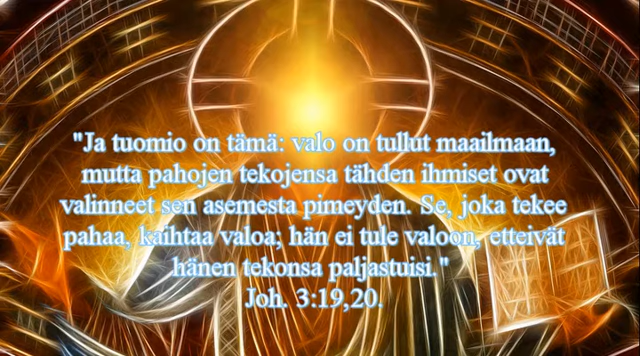 "Ja tuomio on tämä: valo on tullut maailmaan,
mutta pahojen tekojensa tähden ihmiset ovat
valinneet sen asemesta pimeyden. Se, joka tekee
pahaa, kaihtaa valoa; hän ei tule valoon, etteivät
hänen tekonsa paljastuisi."
Joh. 3:19,20.